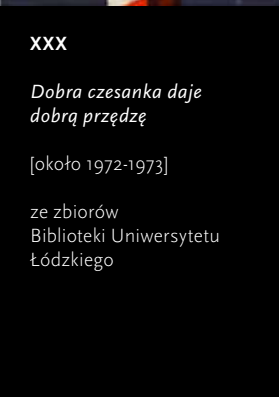 XXX
Dobra czesanka daje
dobrą przędzę
[około 1972-1973]
ze zbiorów
Biblioteki Uniwersytetu
Łódzkiego